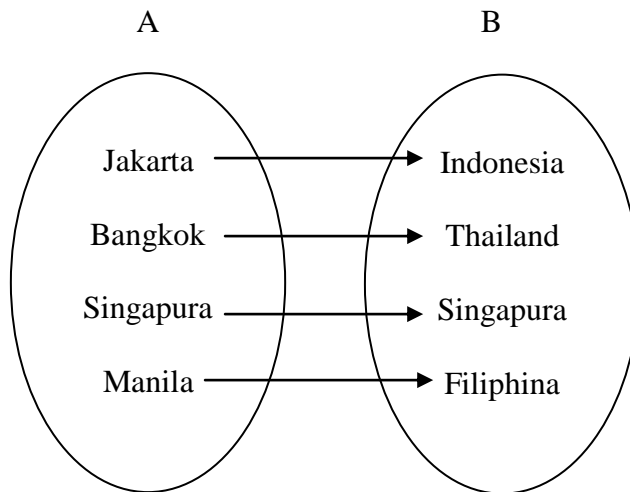 A B
Jakarta Indonesia
Bangkok Thailand
Singapura Singapura
Manila Filiphina